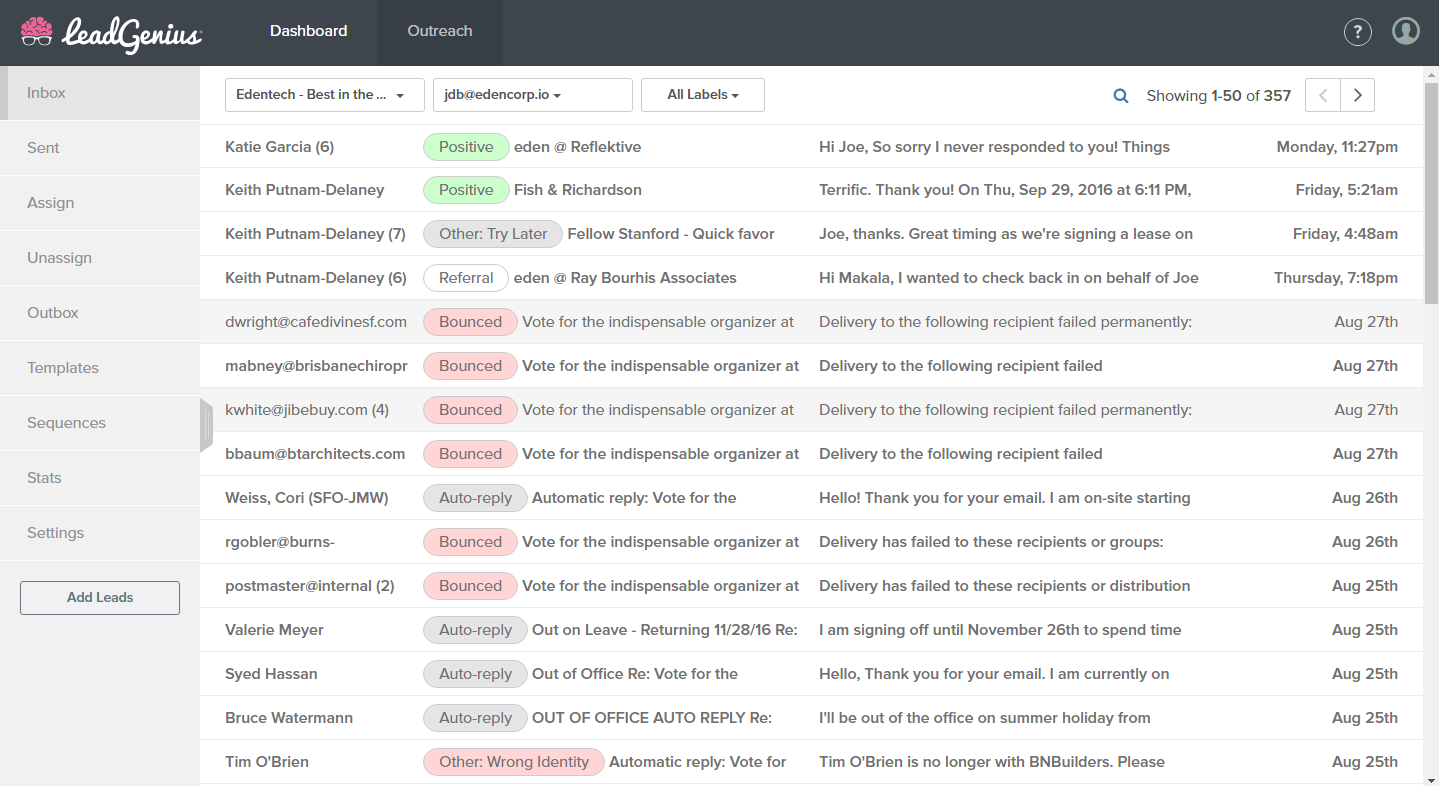 LeadGenius Dashboard Outreach ?
Inbox
Sent
Assign
Unassign
Outbox
Templates
Sequences
Stats
Settings
Add Leads
Edentech - Best in the ... jdb@edencorp.io All Labels Showing 1-50 of 357
Katie Garcia (6) Positive eden @ Reflektive Hi Joe, So sorry I never responded to you! Things Monday, 11:27pm
Keith Putnam-Delaney Positive Fish & Richardson Terrific. Thank you! On Thu, Sep 29, 2016 at 6:11 PM, Friday, 5:21am
Keith Putnam-Delaney (7) Other: Try Later Fellow Stanford - Quick favor Joe, thanks. Great timing as we're signing a lease on Friday, 4:48am
Keith Putnam-Delaney (6) Referral eden @ Ray Bourhis Associates Hi Makala, I wanted to check back in on behalf of Joe Thursday, 7:18pm
dwright@cafedivinesf.com Bounced Vote for the indispensable organizer at Delivery to the following recipient failed permanently: Aug 27th
mabney@brisbanechiropr Bounced Vote for the indispensable organizer at Delivery to the following recipient failed Aug 27th
kwhite@jibebuy.com (4) Bounced Vote for the indispensable organizer at Delivery to the following recipient failed permanently: Aug 27th
bbaum@btarchitects.com Bounced Vote for the indispensable organizer at Delivery to the following recipient failed Aug 27th
Weiss, Cori (SFO-JMW) Auto-reply Automatic reply: Vote for the Hello! Thank you for your email. I am on-site starting Aug 26th
rgobler@burns- Bounced Vote for the indispensable organizer at Delivery has failed to these recipients or groups: Aug 26th
postmaster@internal (2) Bounced Vote for the indispensable organizer at Delivery has failed to these recipients or distribution Aug 25th
Valerie Meyer Auto-reply Out on Leave - Returning 11/28/16 Re: I am signing off until November 26th to spend time Aug 25th
Syed Hassan Auto-reply Out of Office Re: Vote for the Hello, Thank you for your email. I am currently on Aug 25th
Bruce Watermann Auto-reply OUT OF OFFICE AUTO REPLY Re: I'll be out of the office on summer holiday from Aug 25th
Tim O'Brien Other: Wrong Identity Automatic reply: Vote for Tim O'Brien is no longer with BNBuilders. Please Aug 25th